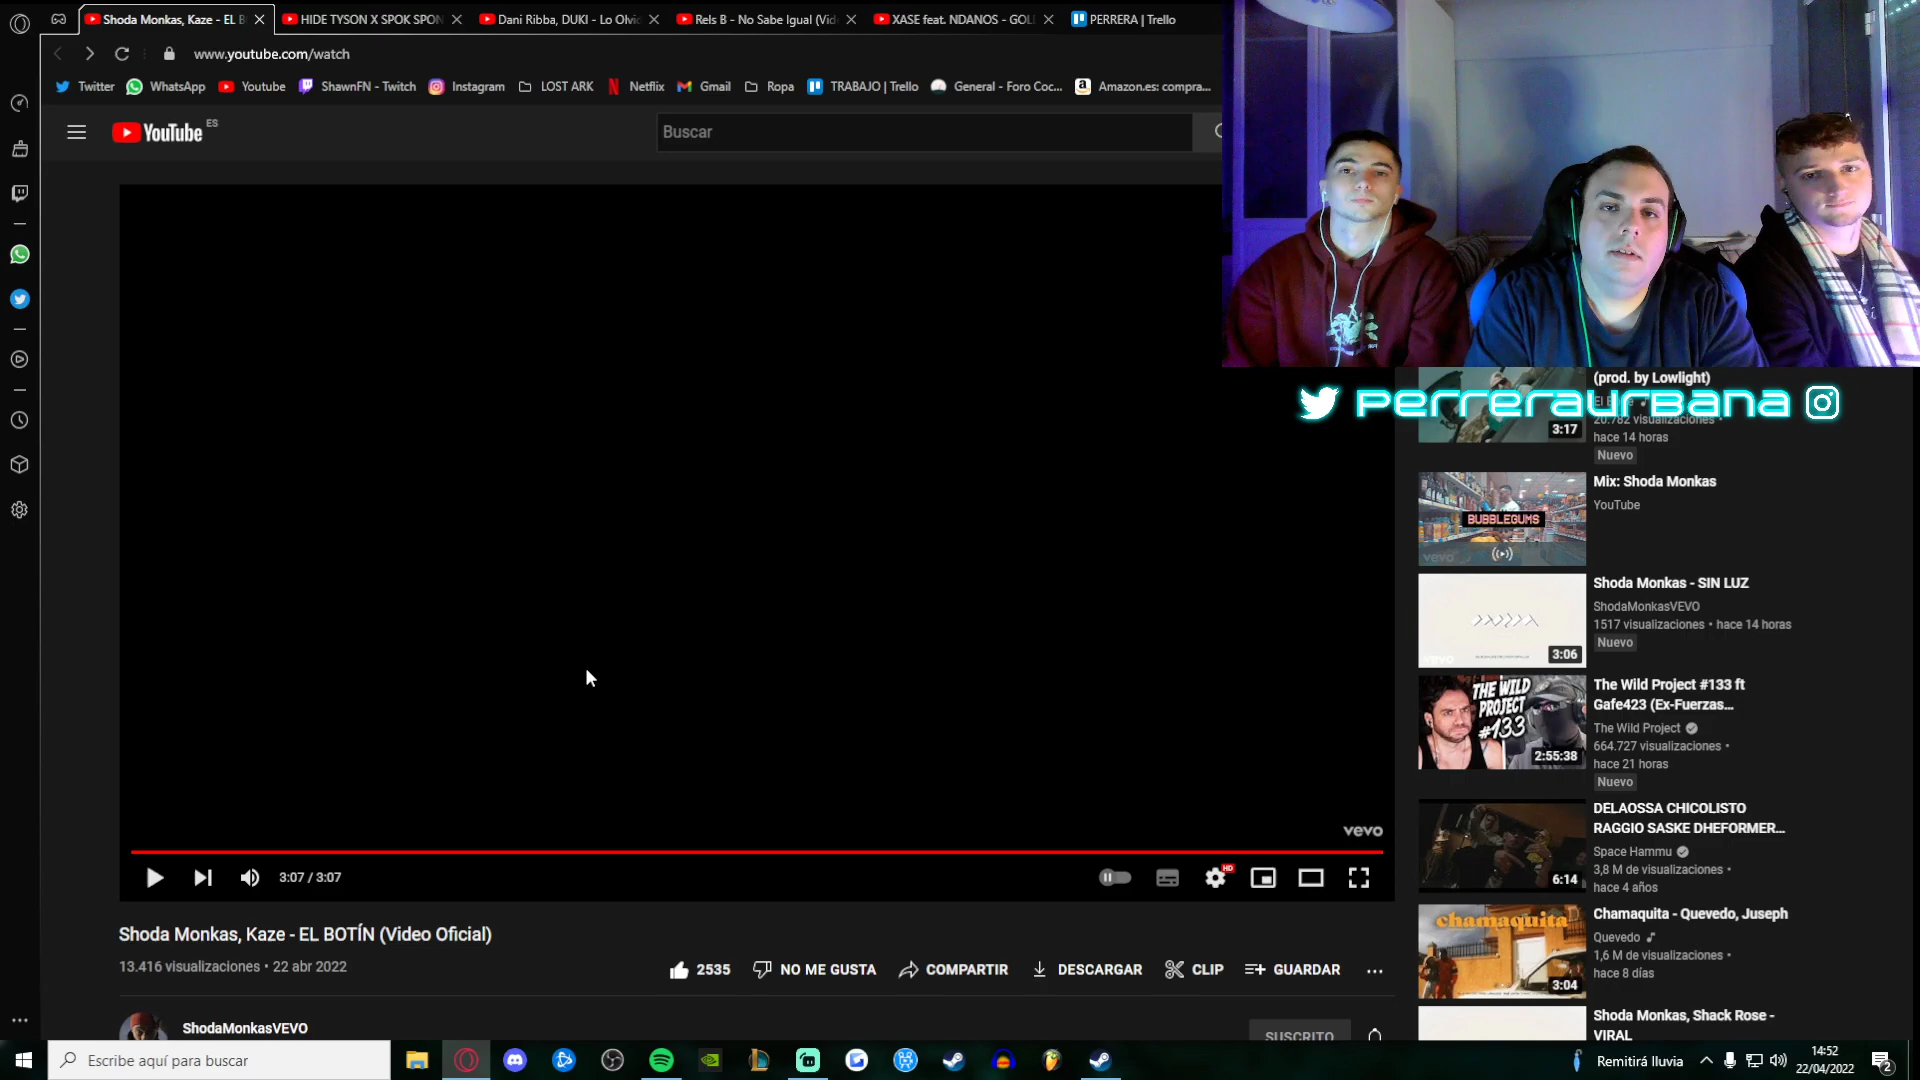 Shoda Monkas, Kaze - EL B
HIDE TYSON X SPOK SPON
Dani Ribba, DUKI - Lo Olvic
Rels B - No Sabe Igual (Vid
XASE feat. NDANOS - GOL
PERRERA | Trello
www.youtube.com/watch
Twitter
WhatsApp
Youtube
ShawnFN - Twitch
Instagram
LOST ARK
Netflix
Gmail
Ropa
TRABAJO | Trello
General - Foro Coc...
Amazon.es: compra...
YouTube ES
Buscar
perreraurbana
(prod. by Lowlight)
20.782 visualizaciones •
hace 14 horas
Nuevo
3:17
BUBBLEGUMS
vevo
Mix: Shoda Monkas
YouTube
Shoda Monkas - SIN LUZ
ShodaMonkasVEVO
1517 visualizaciones • hace 14 horas
Nuevo
3:06
THE WILD
PROJECT
#133
2:55:38
The Wild Project #133 ft
Gafe423 (Ex-Fuerzas...
The Wild Project
664.727 visualizaciones •
hace 21 horas
Nuevo
DELAOSSA CHICOLISTO
RAGGIO SASKE DHEFORMER...
Space Hammu
3,8 M de visualizaciones •
hace 4 años
6:14
chamaquita
3:04
Chamaquita - Quevedo, Juseph
Quevedo
1,6 M de visualizaciones •
hace 8 días
Shoda Monkas, Shack Rose -
VIRAL
vevo
3:07 / 3:07
HD
Shoda Monkas, Kaze - EL BOTÍN (Video Oficial)
13.416 visualizaciones • 22 abr 2022
2535
NO ME GUSTA
COMPARTIR
DESCARGAR
CLIP
GUARDAR
ShodaMonkasVEVO
SUSCRITO
Escribe aquí para buscar
Remitirá lluvia
14:52
22/04/2022
2